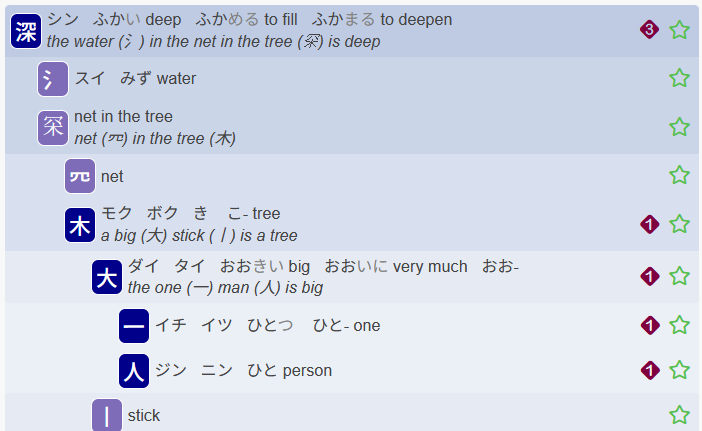 深 シン ふかい deep ふかめる to fill ふかまる to deepen 3
the water (氵) in the net in the tree (罙) is deep
氵 スイ みず water
罙 net in the tree
net (⺳) in the tree (木)
⺳ net
木 モク ボク き こ- tree 1
a big (大) stick (丨) is a tree
大 ダイ タイ おおきい big おおいに very much おお- 1
the one (一) man (人) is big
一 イチ イツ ひとつ ひと- one 1
人 ジン ニン ひと person 1
丨 stick